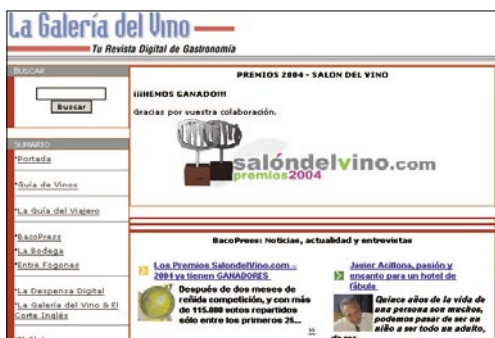 La Galería del Vino
Tu Revista Digital de Gastronomía
BUSCAR
Buscar
SUMARIO
Portada
Guía de Vinos
La Guía del Viajero
BacoPress
La Bodega
Entre Fogones
La Despensa Digital
La Galería del Vino & El
Corte Inglés
PREMIOS 2004 - SALON DEL VINO
¡¡¡HEMOS GANADO!!!
Gracias por vuestra colaboración.
salóndelvino.com
premios2004
BacoPress: Noticias, actualidad y entrevistas
Los Premios SalondelVino.com –
2004 ya tienen GANADORES
Después de dos meses de
reñida competición, y con más
de 115.000 votos repartidos
sólo entre los primeros 26...
Javier Acillona, pasión y
encanto para un hotel de
fábula
Quince años de la vida de
una persona son muchos,
podemos pasar de ser un
niño a ser todo un adulto,